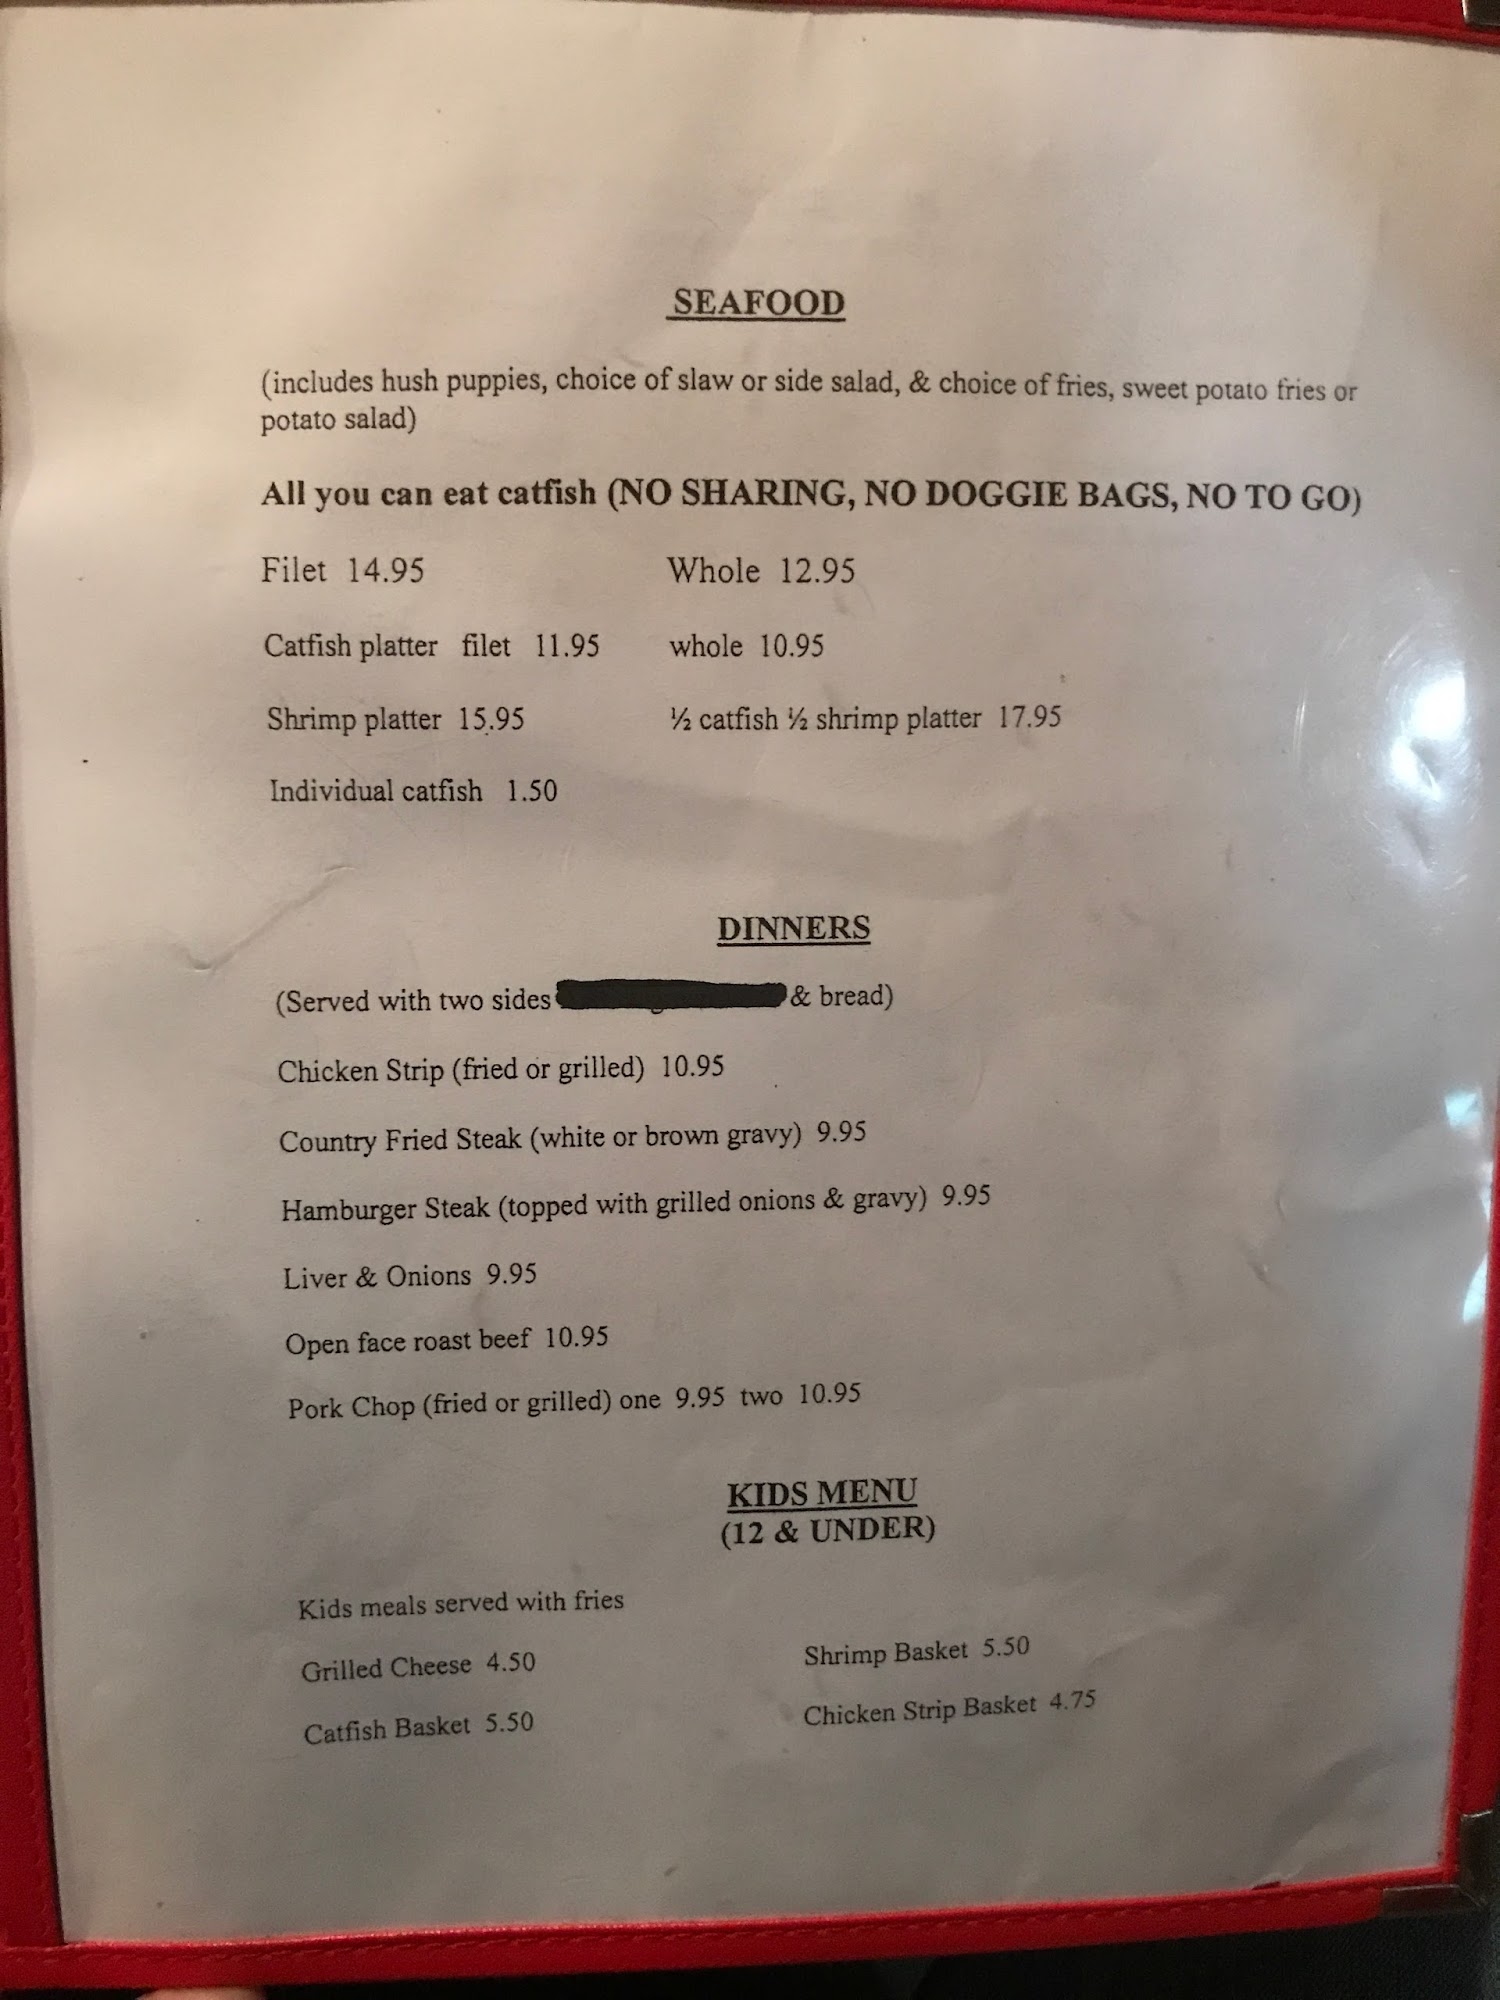 SEAFOOD
(includes hush puppies, choice of slaw or side salad, & choice of fries, sweet potato fries or
potato salad)
All you can eat catfish (NO SHARING, NO DOGGIE BAGS, NO TO GO)
Filet 14.95 Whole 12.95
Catfish platter filet 11.95 whole 10.95
Shrimp platter 15.95 ½ catfish ½ shrimp platter 17.95
Individual catfish 1.50
DINNERS
(Served with two sides & bread)
Chicken Strip (fried or grilled) 10.95
Country Fried Steak (white or brown gravy) 9.95
Hamburger Steak (topped with grilled onions & gravy) 9.95
Liver & Onions 9.95
Open face roast beef 10.95
Pork Chop (fried or grilled) one 9.95 two 10.95
KIDS MENU
(12 & UNDER)
Kids meals served with fries
Grilled Cheese 4.50 Shrimp Basket 5.50
Catfish Basket 5.50 Chicken Strip Basket 4.75